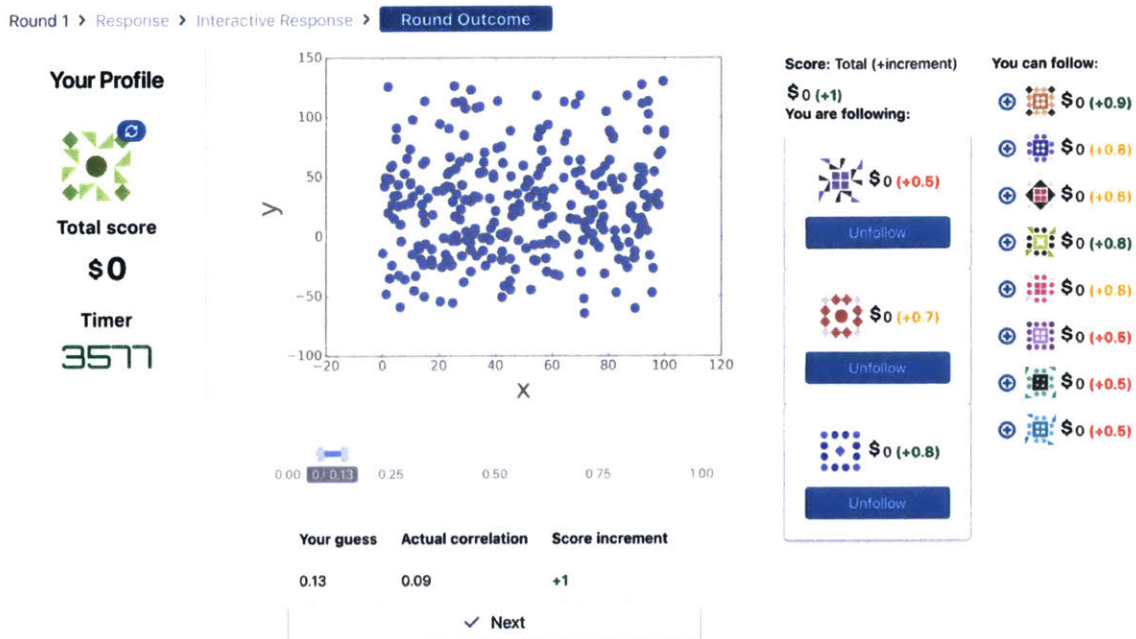 Round 1 > Response > Interactive Response > Round Outcome
Your Profile
Total score
$0
Timer
3577
150
100
50
0
−50
−100
y
−20 0 20 40 60 80 100 120
X
0.00 0.13 0.25 0.50 0.75 1.00
Your guess Actual correlation Score increment
0.13 0.09 +1
✓ Next
Score: Total (+increment)
$0 (+1)
You are following:
$0 (+0.5)
Unfollow
$0 (+0.7)
Unfollow
$0 (+0.8)
Unfollow
You can follow:
$0 (+0.9)
$0 (+0.8)
$0 (+0.6)
$0 (+0.8)
$0 (+0.8)
$0 (+0.5)
$0 (+0.5)
$0 (+0.5)